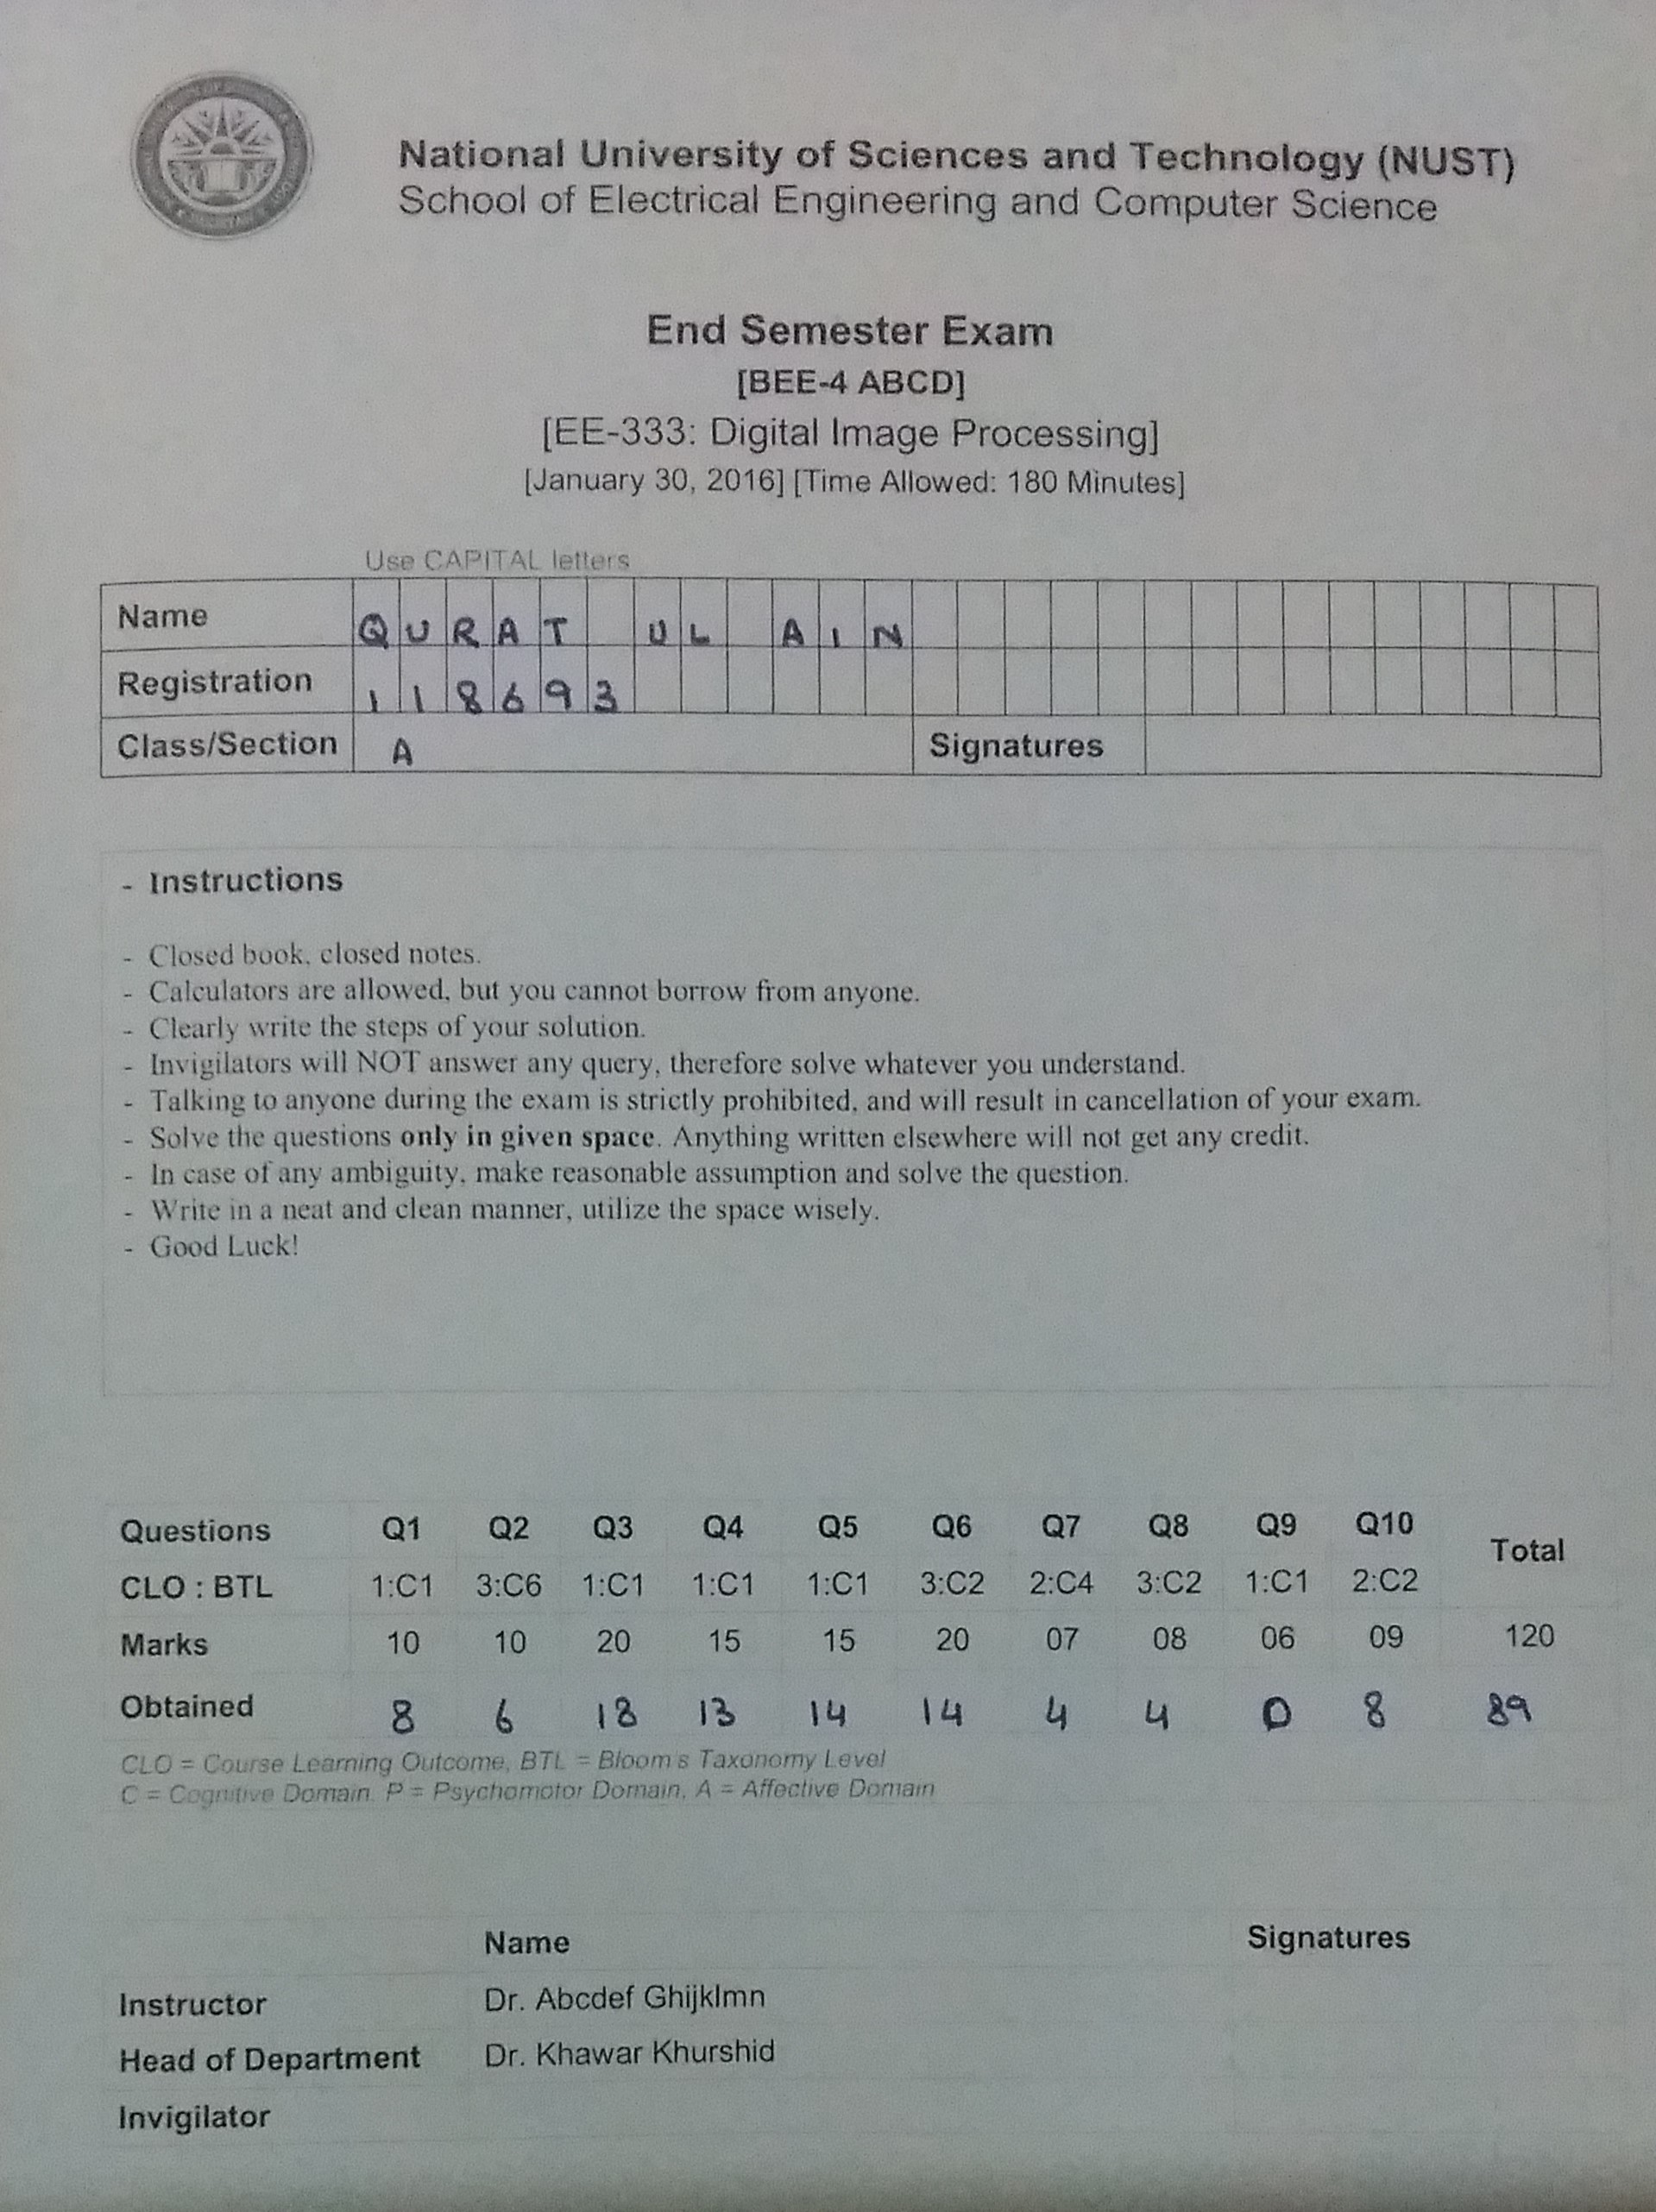 National University of Sciences and Technology (NUST)
School of Electrical Engineering and Computer Science
End Semester Exam
[BEE-4 ABCD]
[EE-333: Digital Image Processing]
[January 30, 2016] [Time Allowed: 180 Minutes]
Use CAPITAL letters
Name QURAT UL AIN
Registration 118693
Class/Section A Signatures
- Instructions
- Closed book, closed notes.
- Calculators are allowed, but you cannot borrow from anyone.
- Clearly write the steps of your solution.
- Invigilators will NOT answer any query, therefore solve whatever you understand.
- Talking to anyone during the exam is strictly prohibited, and will result in cancellation of your exam.
- Solve the questions only in given space. Anything written elsewhere will not get any credit.
- In case of any ambiguity, make reasonable assumption and solve the question.
- Write in a neat and clean manner, utilize the space wisely.
- Good Luck!
Questions Q1 Q2 Q3 Q4 Q5 Q6 Q7 Q8 Q9 Q10 Total
CLO : BTL 1:C1 3:C6 1:C1 1:C1 1:C1 3:C2 2:C4 3:C2 1:C1 2:C2
Marks 10 10 20 15 15 20 07 08 06 09 120
Obtained 8 6 18 13 14 14 4 4 0 8 89
CLO = Course Learning Outcome, BTL = Bloom's Taxonomy Level
C = Cognitive Domain, P = Psychomotor Domain, A = Affective Domain
Name Signatures
Instructor Dr. Abcdef Ghijklmn
Head of Department Dr. Khawar Khurshid
Invigilator